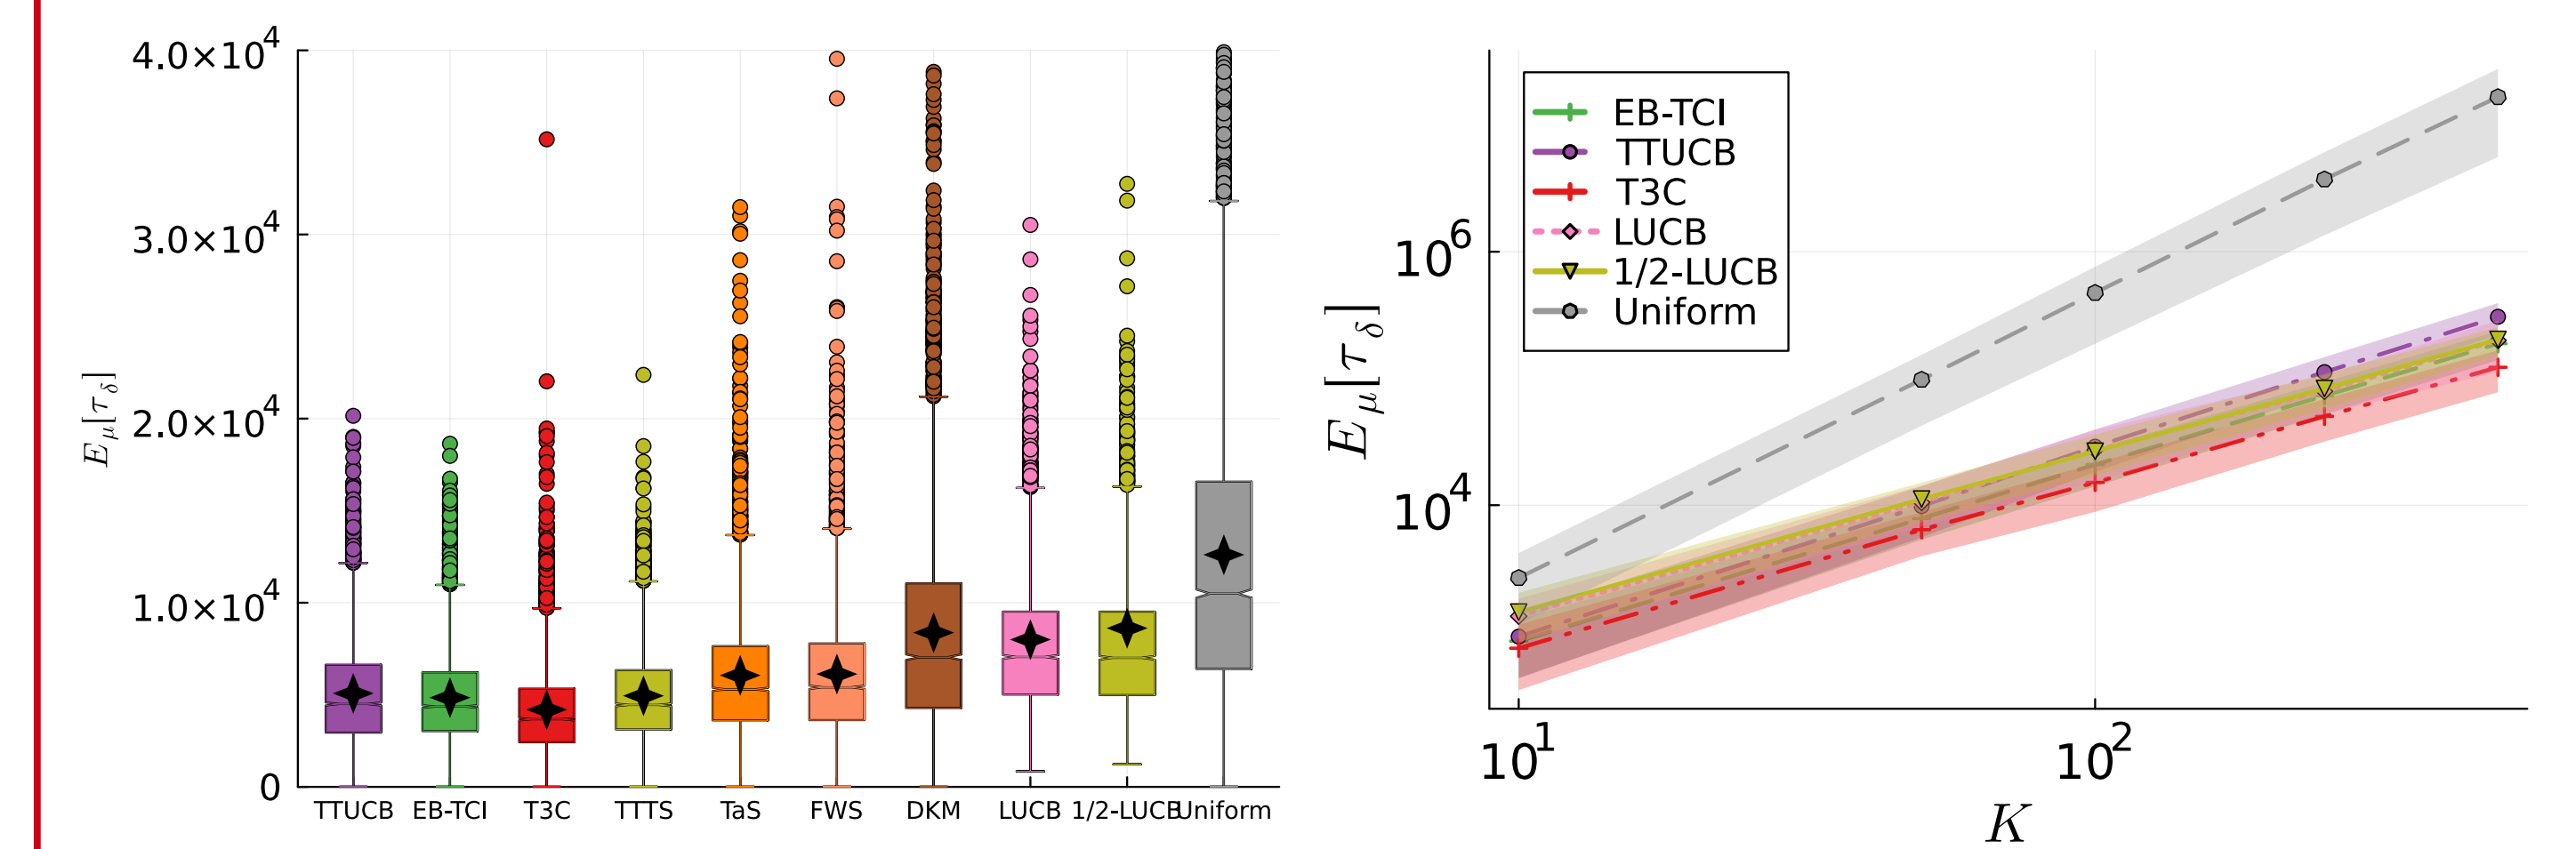 4.0×10⁴
3.0×10⁴
2.0×10⁴
1.0×10⁴
0
E_μ[τ_δ]
TTUCB EB-TCI T3C TTTS TaS FWS DKM LUCB 1/2-LUCB Uniform
EB-TCI
TTUCB
T3C
LUCB
1/2-LUCB
Uniform
10⁶
10⁴
E_μ[τ_δ]
10¹ 10²
K